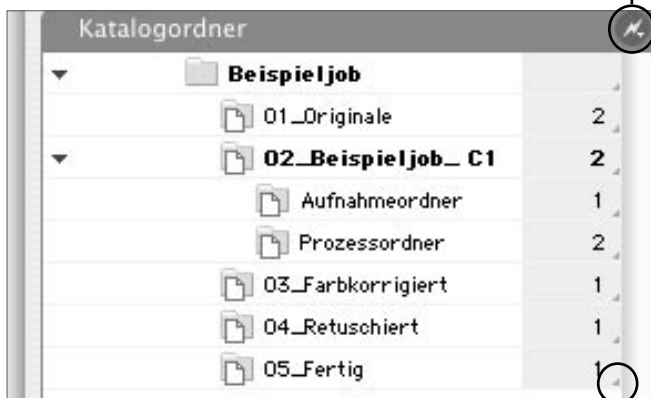 Katalogordner
Beispieljob
01_Originale 2
02_Beispieljob_ C1 2
Aufnahmeordner 1
Prozessordner 2
03_Farbkorrigiert 1
04_Retuschiert 1
05_Fertig 1